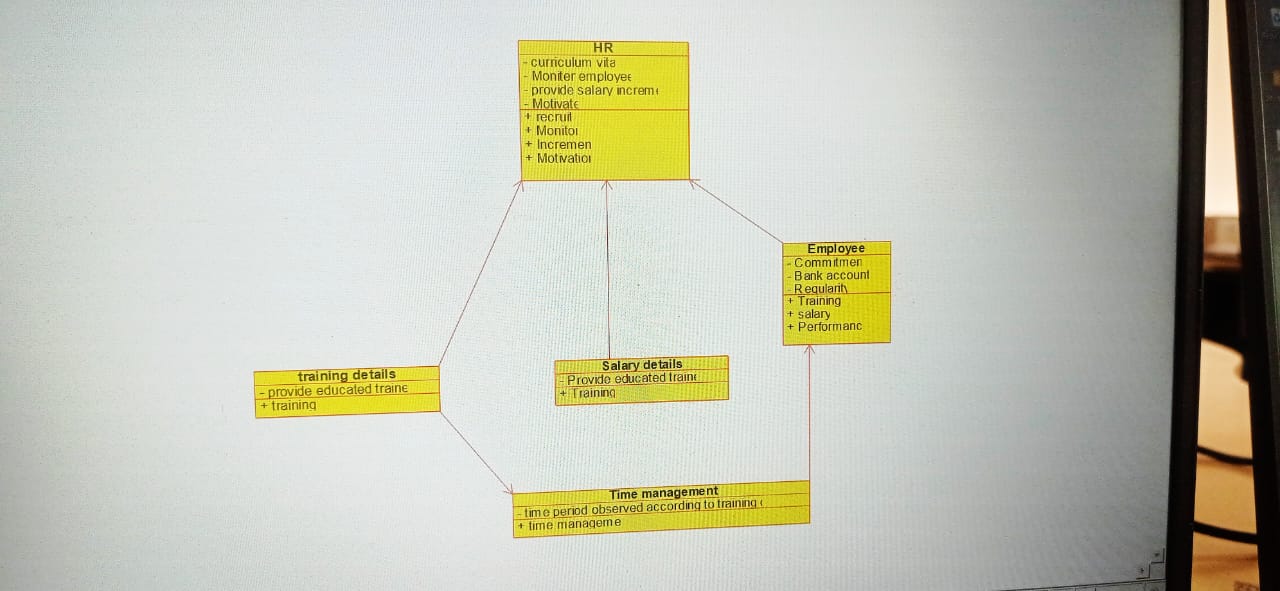 HR
- curriculum vita
- Moniter employee
- provide salary increme
- Motivate
+ recruit
+ Monitor
+ Incremen
+ Motivation
Employee
- Commitmen
- Bank account
- Regularity
+ Training
+ salary
+ Performanc
training details
- provide educated traine
+ training
Salary details
- Provide educated traine
+ Training
Time management
- time period observed according to training
+ time manageme